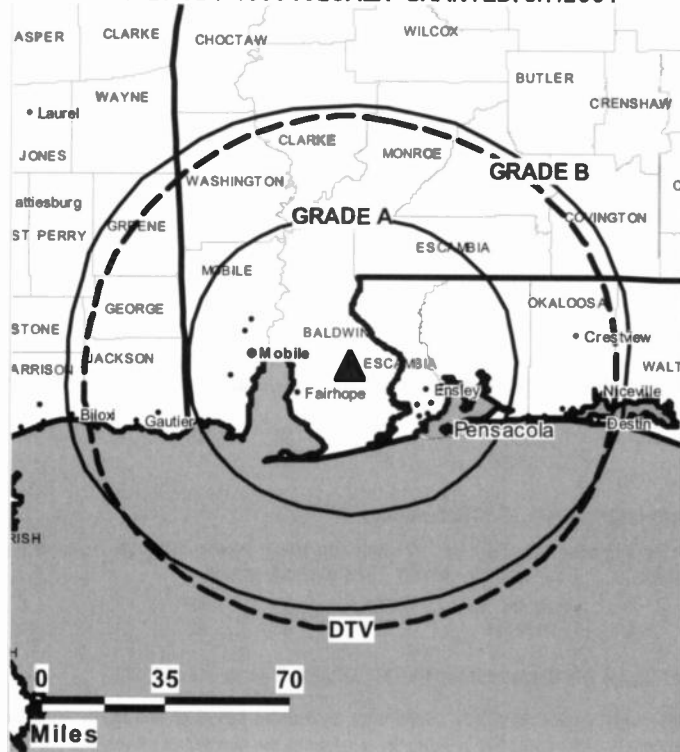 ASPER CLARKE CHOCTAW WILCOX
BUTLER
WAYNE CRENSHAW
Laurel
CLARKE
JONES MONROE
GRADE B
WASHINGTON
attiesburg GRADE A COVINGTON
ST PERRY GREENE
ESCAMBIA
MOBILE
OKALOOSA
GEORGE
STONE BALDWIN Crestview
Mobile
ARRISON JACKSON ESCAMBIA WALT
Fairhope Ensley Niceville
Biloxi Gautier Destin
Pensacola
RISH
DTV
0 35 70
Miles